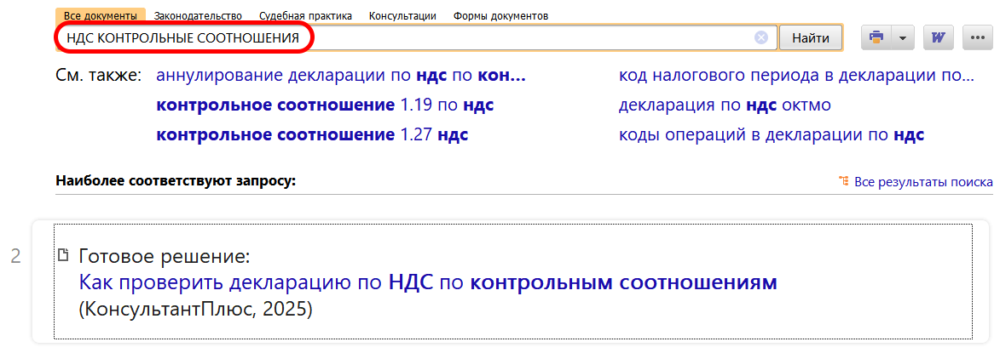 Все документы Законодательство Судебная практика Консультации Формы документов
НДС КОНТРОЛЬНЫЕ СООТНОШЕНИЯ Найти W
См. также: аннулирование декларации по ндс по кон... код налогового периода в декларации по...
контрольное соотношение 1.19 по ндс декларация по ндс октмо
контрольное соотношение 1.27 ндс коды операций в декларации по ндс
Наиболее соответствуют запросу: Все результаты поиска
2 Готовое решение:
Как проверить декларацию по НДС по контрольным соотношениям
(КонсультантПлюс, 2025)